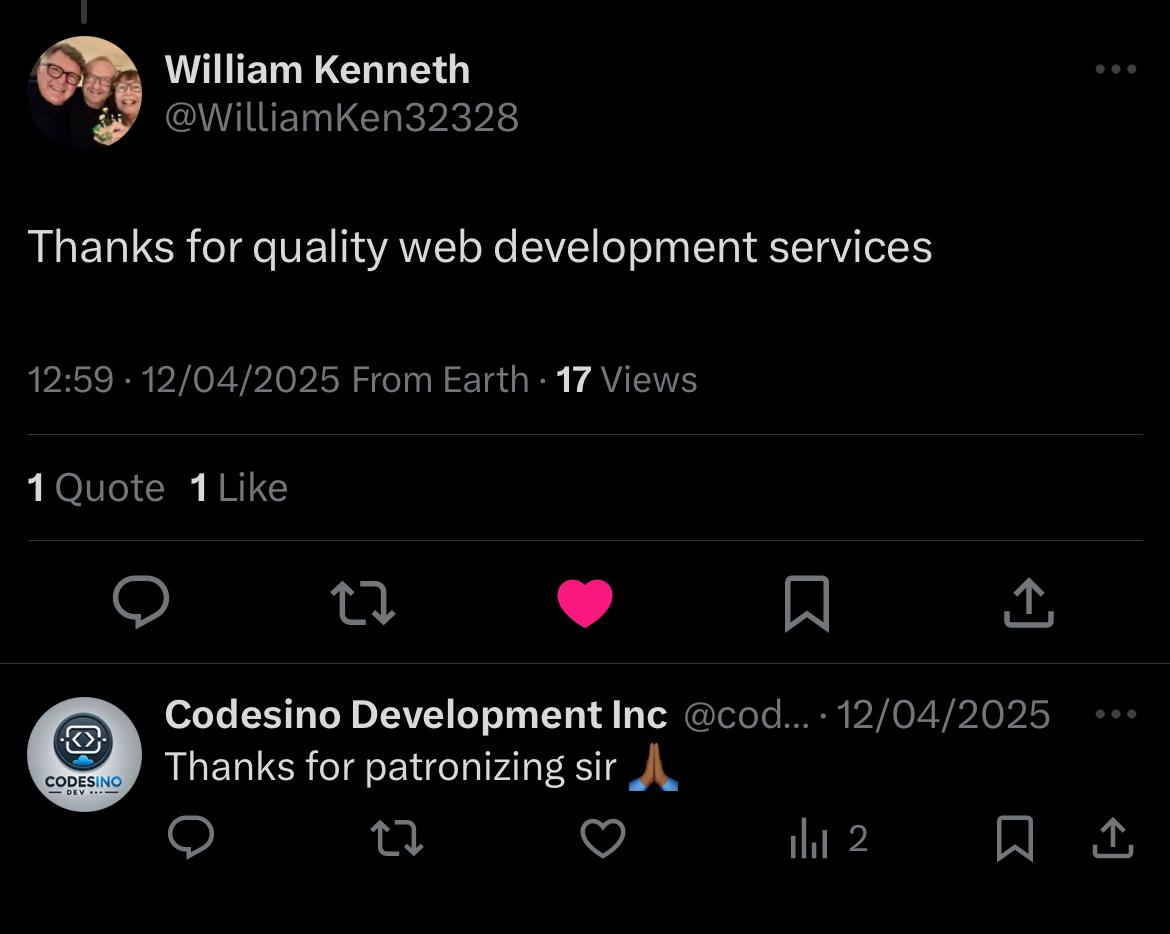 William Kenneth
@WilliamKen32328
Thanks for quality web development services
12:59 · 12/04/2025 From Earth · 17 Views
1 Quote 1 Like
Codesino Development Inc @cod... · 12/04/2025
Thanks for patronizing sir 🙏🏾
CODESINO
DEV
2